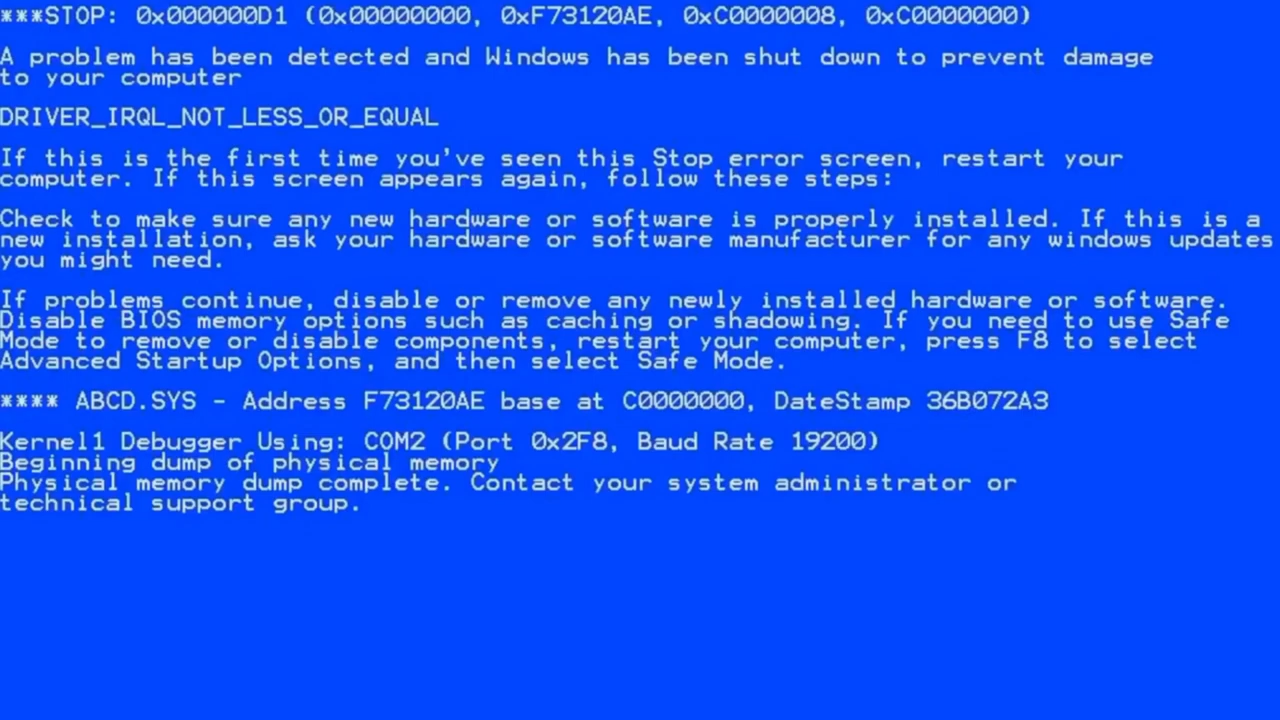 ***STOP: 0x000000D1 (0x00000000, 0xF73120AE, 0xC0000008, 0xC0000000)
A problem has been detected and Windows has been shut down to prevent damage
to your computer
DRIVER_IRQL_NOT_LESS_OR_EQUAL
If this is the first time you've seen this Stop error screen, restart your
computer. If this screen appears again, follow these steps:
Check to make sure any new hardware or software is properly installed. If this is a
new installation, ask your hardware or software manufacturer for any windows updates
you might need.
If problems continue, disable or remove any newly installed hardware or software.
Disable BIOS memory options such as caching or shadowing. If you need to use Safe
Mode to remove or disable components, restart your computer, press F8 to select
Advanced Startup Options, and then select Safe Mode.
**** ABCD.SYS - Address F73120AE base at C0000000, DateStamp 36B072A3
Kernel1 Debugger Using: COM2 (Port 0x2F8, Baud Rate 19200)
Beginning dump of physical memory
Physical memory dump complete. Contact your system administrator or
technical support group.